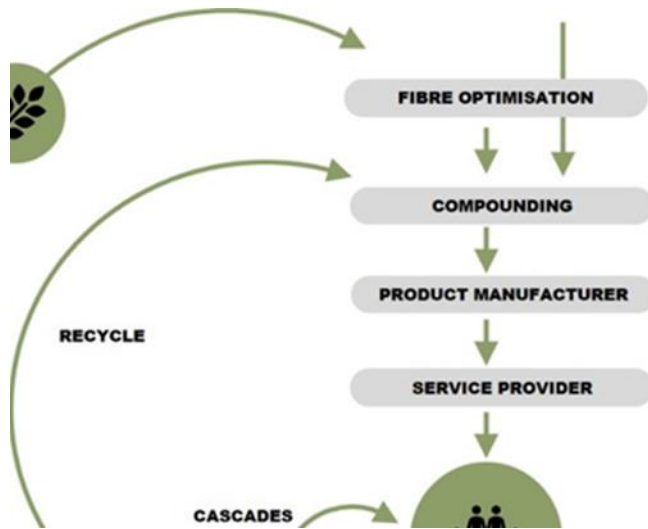 FIBRE OPTIMISATION
COMPOUNDING
PRODUCT MANUFACTURER
RECYCLE
SERVICE PROVIDER
CASCADES